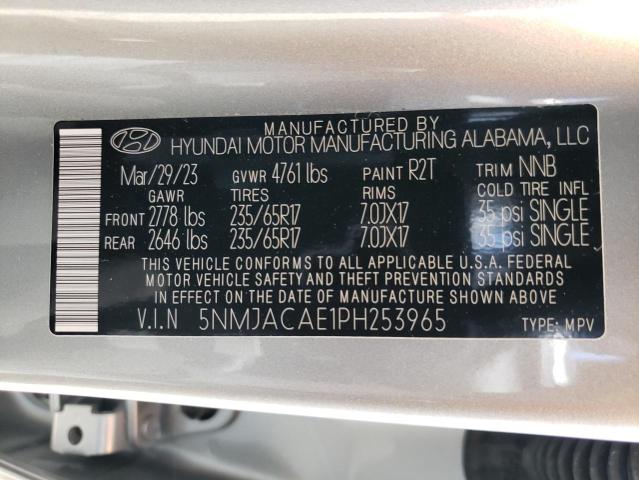 MANUFACTURED BY
HYUNDAI MOTOR MANUFACTURING ALABAMA, LLC
Mar/29/23 GVWR 4761 lbs PAINT R2T TRIM NNB
GAWR TIRES RIMS COLD TIRE INFL
FRONT 2778 lbs 235/65R17 7.0JX17 35 psi SINGLE
REAR 2646 lbs 235/65R17 7.0JX17 35 psi SINGLE
THIS VEHICLE CONFORMS TO ALL APPLICABLE U.S.A. FEDERAL
MOTOR VEHICLE SAFETY AND THEFT PREVENTION STANDARDS
IN EFFECT ON THE DATE OF MANUFACTURE SHOWN ABOVE.
V.I.N 5NMJACAE1PH253965 TYPE: MPV